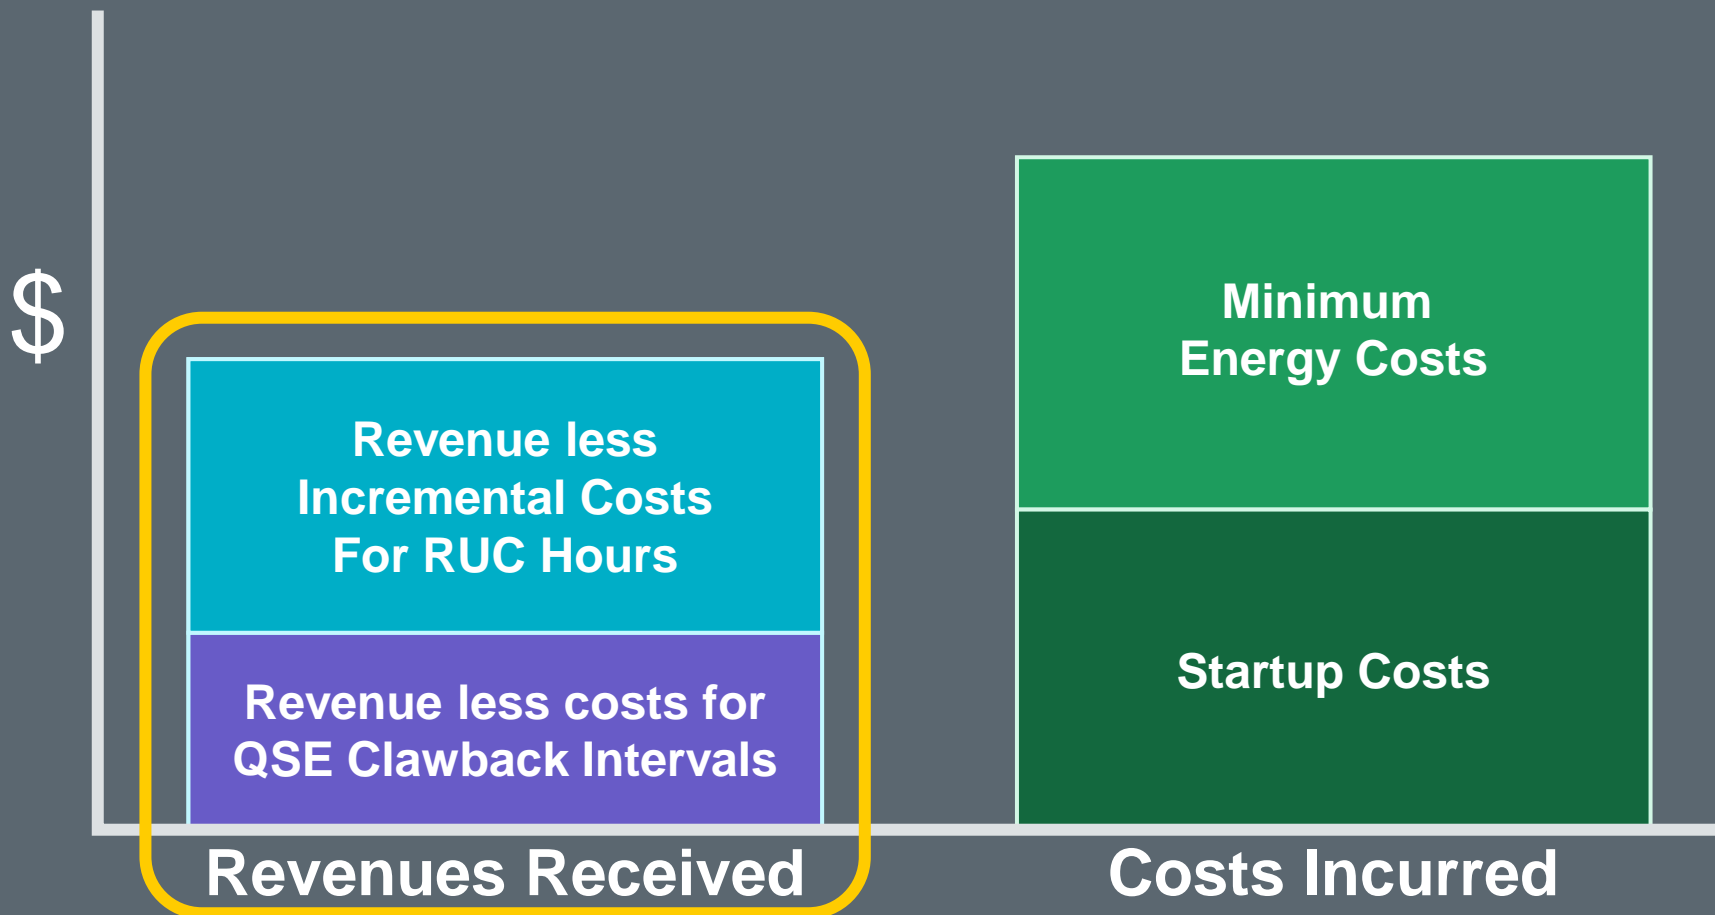 $
Revenue less
Incremental Costs
For RUC Hours
Revenue less costs for
QSE Clawback Intervals
Revenues Received
Minimum
Energy Costs
Startup Costs
Costs Incurred